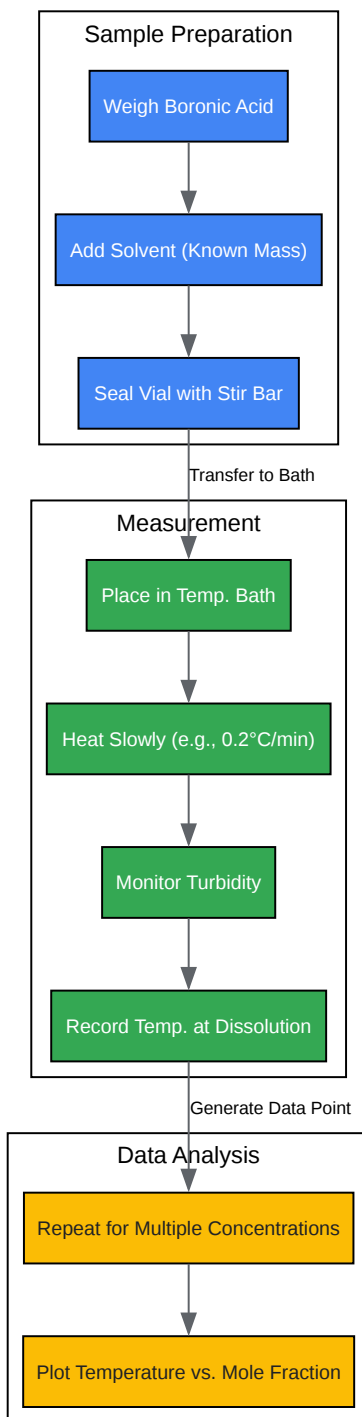 Sample Preparation
Weigh Boronic Acid
Add Solvent (Known Mass)
Seal Vial with Stir Bar
Transfer to Bath
Measurement
Place in Temp. Bath
Heat Slowly (e.g., 0.2°C/min)
Monitor Turbidity
Record Temp. at Dissolution
Generate Data Point
Data Analysis
Repeat for Multiple Concentrations
Plot Temperature vs. Mole Fraction